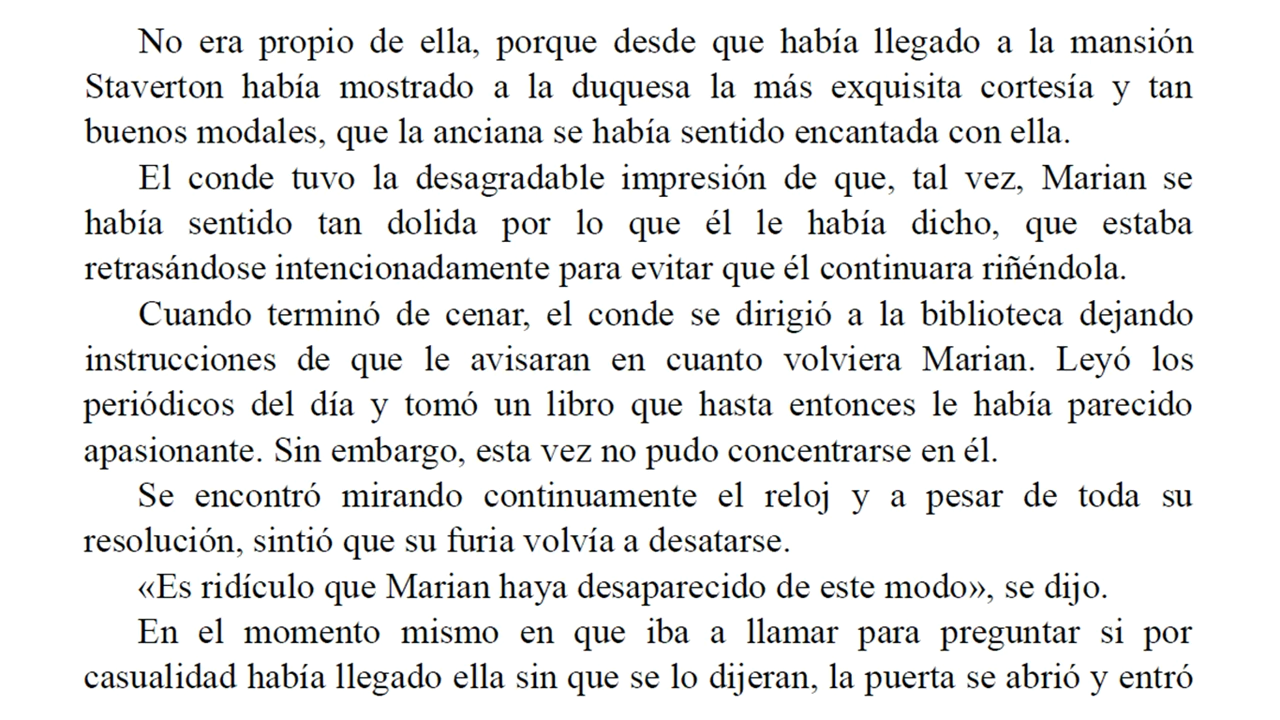 No era propio de ella, porque desde que había llegado a la mansión
Staverton había mostrado a la duquesa la más exquisita cortesía y tan
buenos modales, que la anciana se había sentido encantada con ella.
El conde tuvo la desagradable impresión de que, tal vez, Marian se
había sentido tan dolida por lo que él le había dicho, que estaba
retrasándose intencionadamente para evitar que él continuara riñéndola.
Cuando terminó de cenar, el conde se dirigió a la biblioteca dejando
instrucciones de que le avisaran en cuanto volviera Marian. Leyó los
periódicos del día y tomó un libro que hasta entonces le había parecido
apasionante. Sin embargo, esta vez no pudo concentrarse en él.
Se encontró mirando continuamente el reloj y a pesar de toda su
resolución, sintió que su furia volvía a desatarse.
«Es ridículo que Marian haya desaparecido de este modo», se dijo.
En el momento mismo en que iba a llamar para preguntar si por
casualidad había llegado ella sin que se lo dijeran, la puerta se abrió y entró